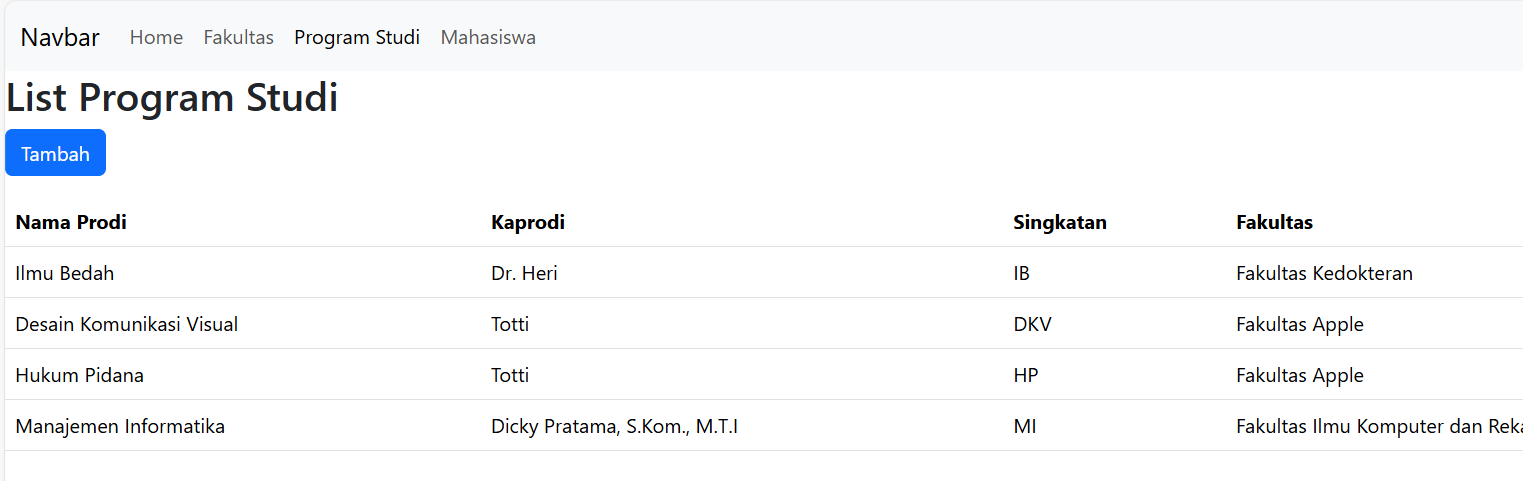 Navbar Home Fakultas Program Studi Mahasiswa
List Program Studi
Tambah
Nama Prodi Kaprodi Singkatan Fakultas
Ilmu Bedah Dr. Heri IB Fakultas Kedokteran
Desain Komunikasi Visual Totti DKV Fakultas Apple
Hukum Pidana Totti HP Fakultas Apple
Manajemen Informatika Dicky Pratama, S.Kom., M.T.I MI Fakultas Ilmu Komputer dan